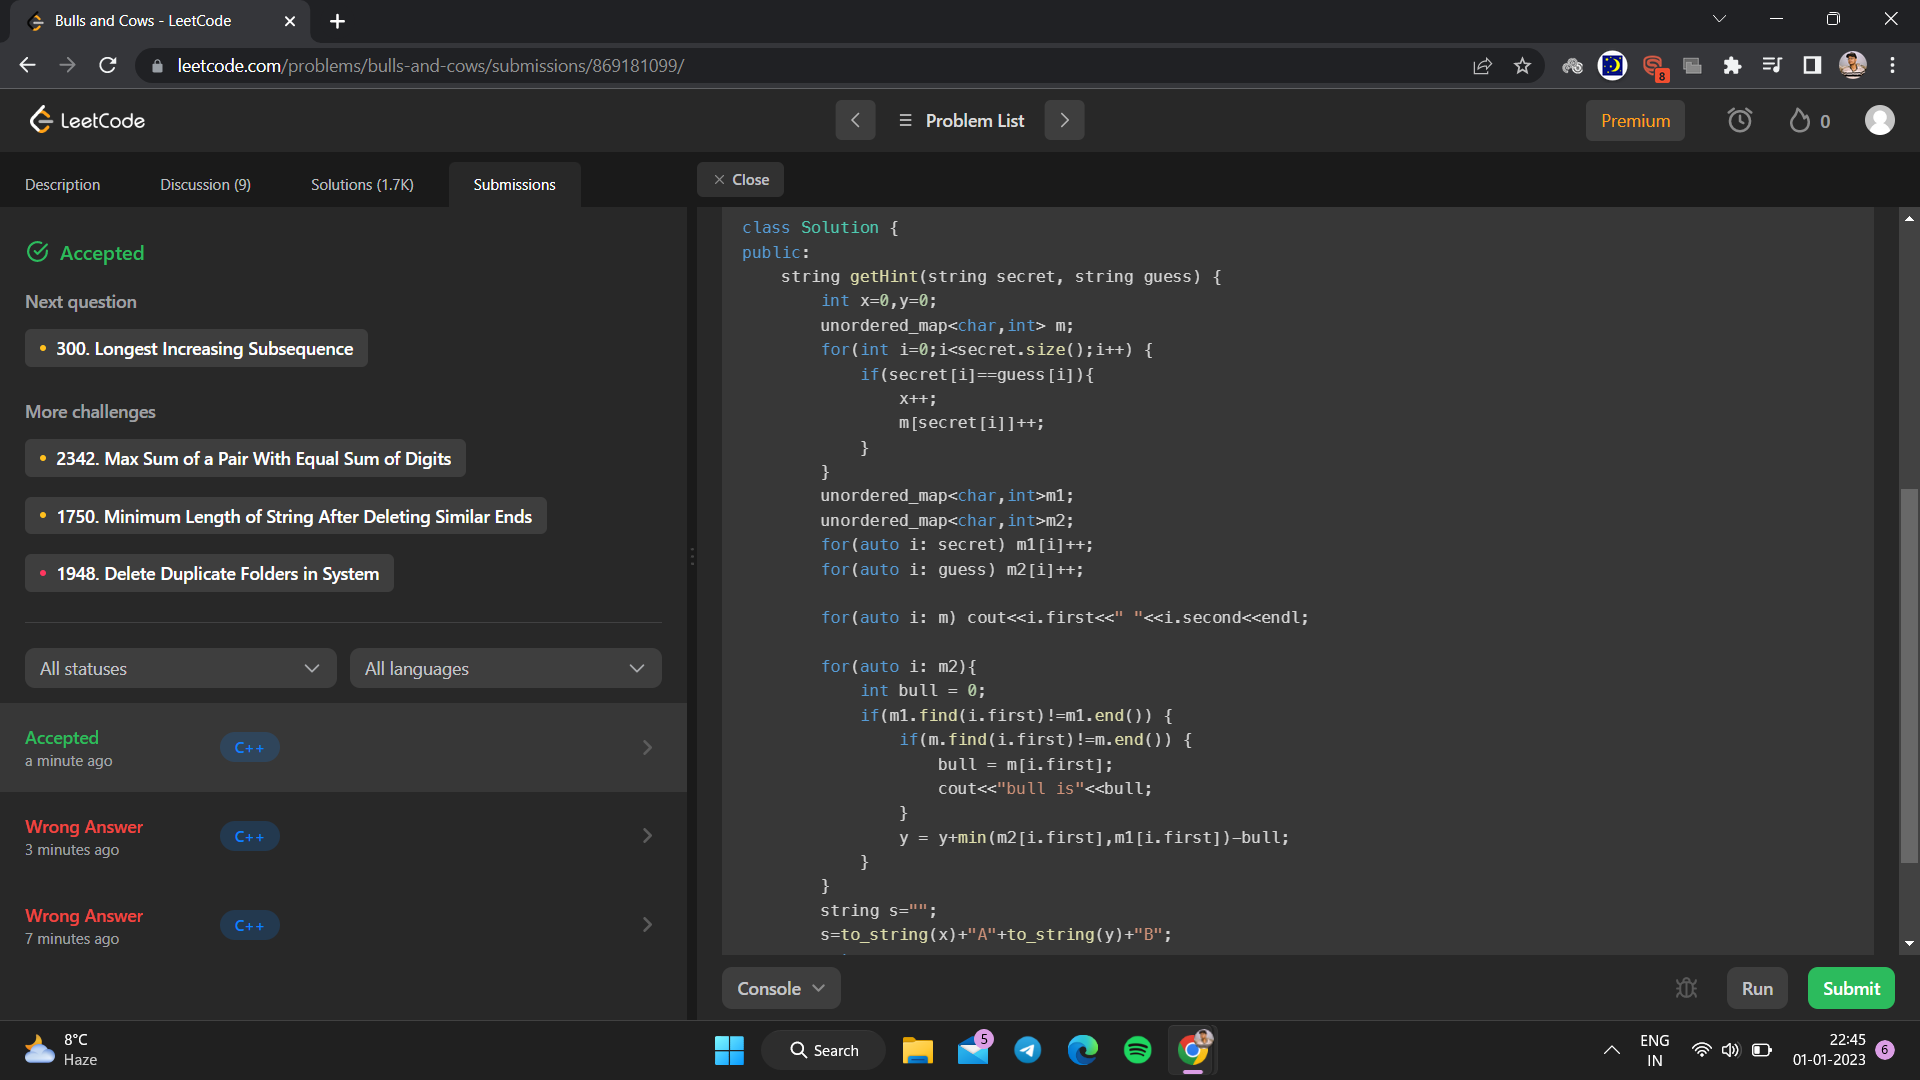 Bulls and Cows - LeetCode
leetcode.com/problems/bulls-and-cows/submissions/869181099/
8
LeetCode
Problem List
Premium
0
Description
Discussion (9)
Solutions (1.7K)
Submissions
Close
Accepted
Next question
300. Longest Increasing Subsequence
More challenges
2342. Max Sum of a Pair With Equal Sum of Digits
1750. Minimum Length of String After Deleting Similar Ends
1948. Delete Duplicate Folders in System
All statuses
All languages
Accepted
a minute ago
C++
Wrong Answer
3 minutes ago
C++
Wrong Answer
7 minutes ago
C++
class Solution {
public:
    string getHint(string secret, string guess) {
        int x=0,y=0;
        unordered_map<char,int> m;
        for(int i=0;i<secret.size();i++) {
            if(secret[i]==guess[i]){
                x++;
                m[secret[i]]++;
            }
        }
        unordered_map<char,int>m1;
        unordered_map<char,int>m2;
        for(auto i: secret) m1[i]++;
        for(auto i: guess) m2[i]++;
        for(auto i: m) cout<<i.first<<" "<<i.second<<endl;
        for(auto i: m2){
            int bull = 0;
            if(m1.find(i.first)!=m1.end()) {
                if(m.find(i.first)!=m.end()) {
                    bull = m[i.first];
                    cout<<"bull is"<<bull;
                }
                y = y+min(m2[i.first],m1[i.first])-bull;
            }
        }
        string s="";
        s=to_string(x)+"A"+to_string(y)+"B";
Console
Run
Submit
8°C
Haze
Search
5
ENG
IN
22:45
01-01-2023
6